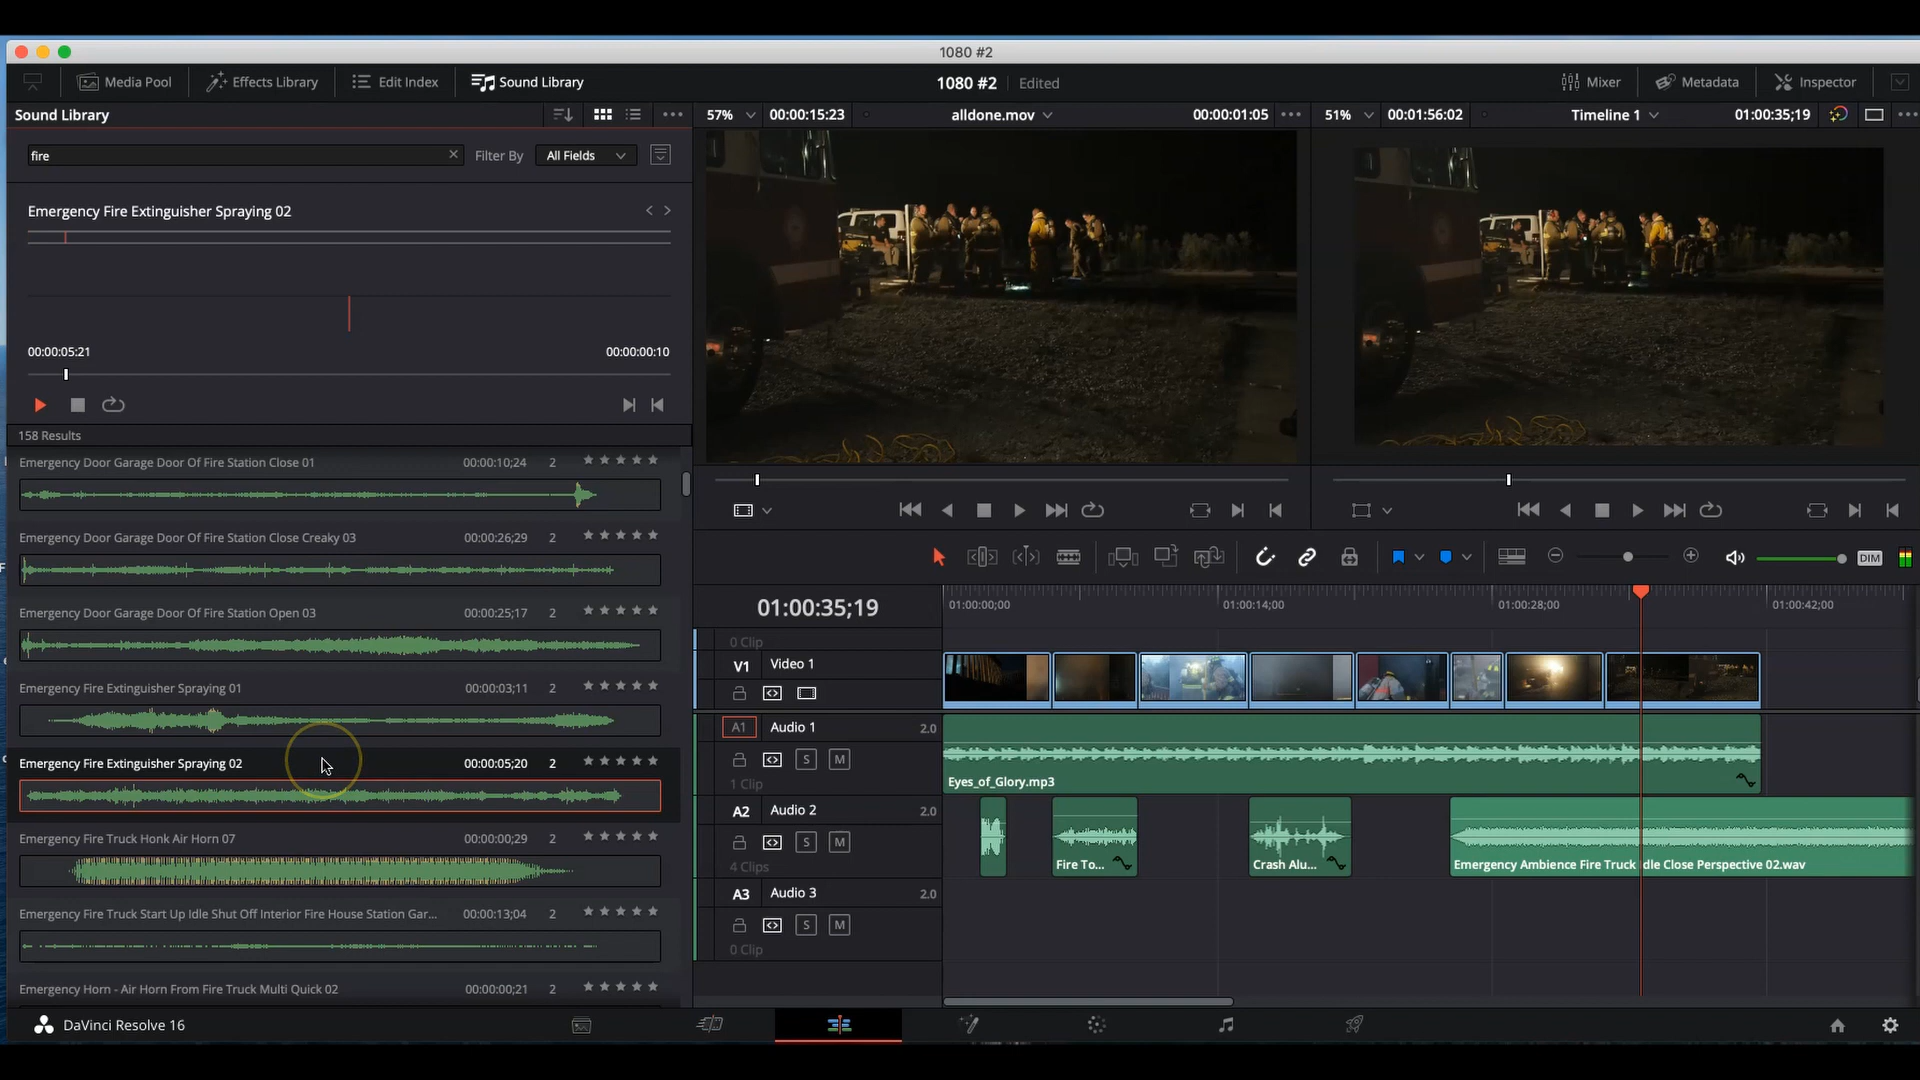 1080 #2
Media Pool
Effects Library
Edit Index
Sound Library
1080 #2
Edited
Mixer
Metadata
Inspector
Sound Library
57%
00:00:15:23
alldone.mov
00:00:01:05
51%
00:01:56:02
Timeline 1
01:00:35;19
fire
Filter By
All Fields
Emergency Fire Extinguisher Spraying 02
00:00:05:21
00:00:00:10
158 Results
Emergency Door Garage Door Of Fire Station Close 01
00:00:10;24
2
Emergency Door Garage Door Of Fire Station Close Creaky 03
00:00:26;29
2
Emergency Door Garage Door Of Fire Station Open 03
00:00:25;17
2
Emergency Fire Extinguisher Spraying 01
00:00:03;11
2
Emergency Fire Extinguisher Spraying 02
00:00:05;20
2
Emergency Fire Truck Honk Air Horn 07
00:00:00;29
2
Emergency Fire Truck Start Up Idle Shut Off Interior Fire House Station Gar...
00:00:13;04
2
Emergency Horn - Air Horn From Fire Truck Multi Quick 02
00:00:00;21
2
DIM
01:00:35;19
01:00:00;00
01:00:14;00
01:00:28;00
01:00:42;00
0 Clip
V1
Video 1
A1
Audio 1
2.0
S
M
1 Clip
Eyes_of_Glory.mp3
A2
Audio 2
2.0
S
M
4 Clips
Fire To...
Crash Alu...
Emergency Ambience Fire Truck Idle Close Perspective 02.wav
A3
Audio 3
2.0
S
M
0 Clip
DaVinci Resolve 16